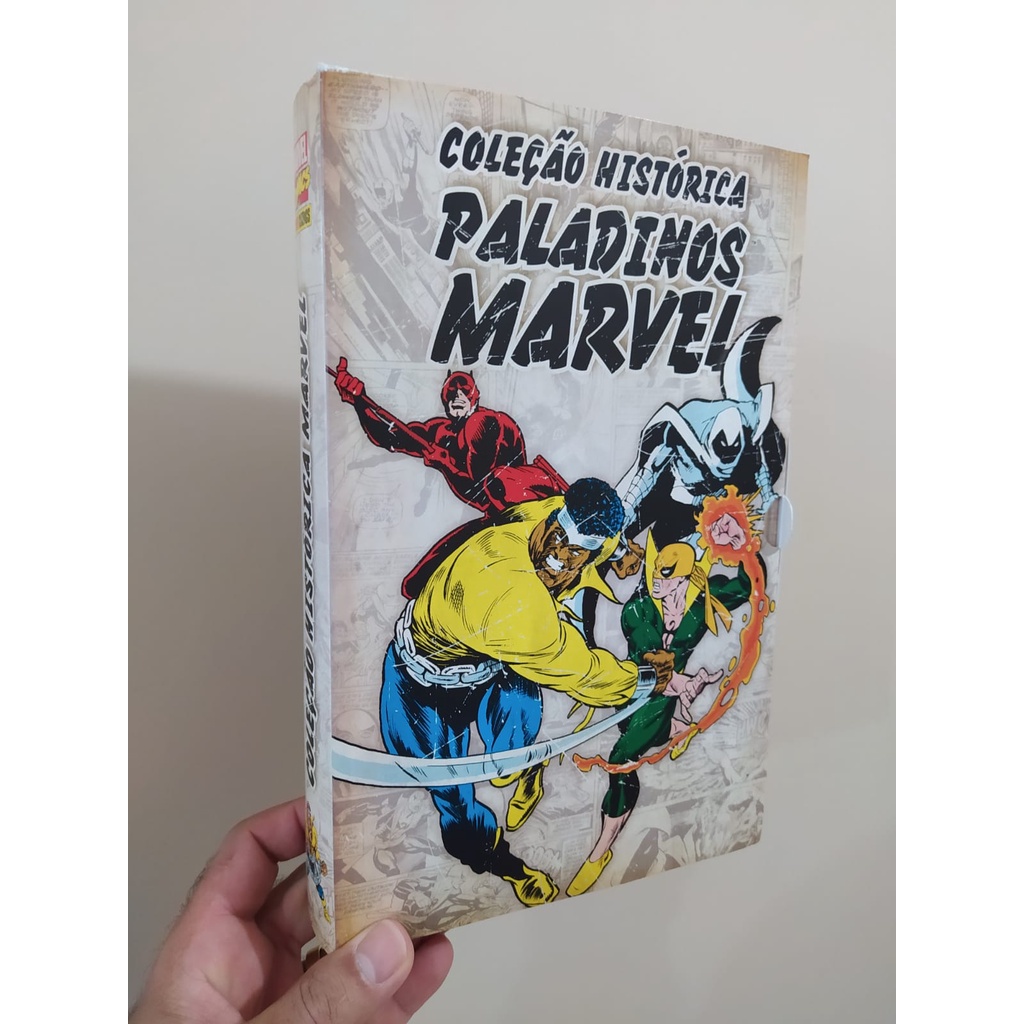 COLEÇÃO HISTÓRICA
PALADINOS
MARVEL
COLEÇÃO HISTÓRICA MARVEL